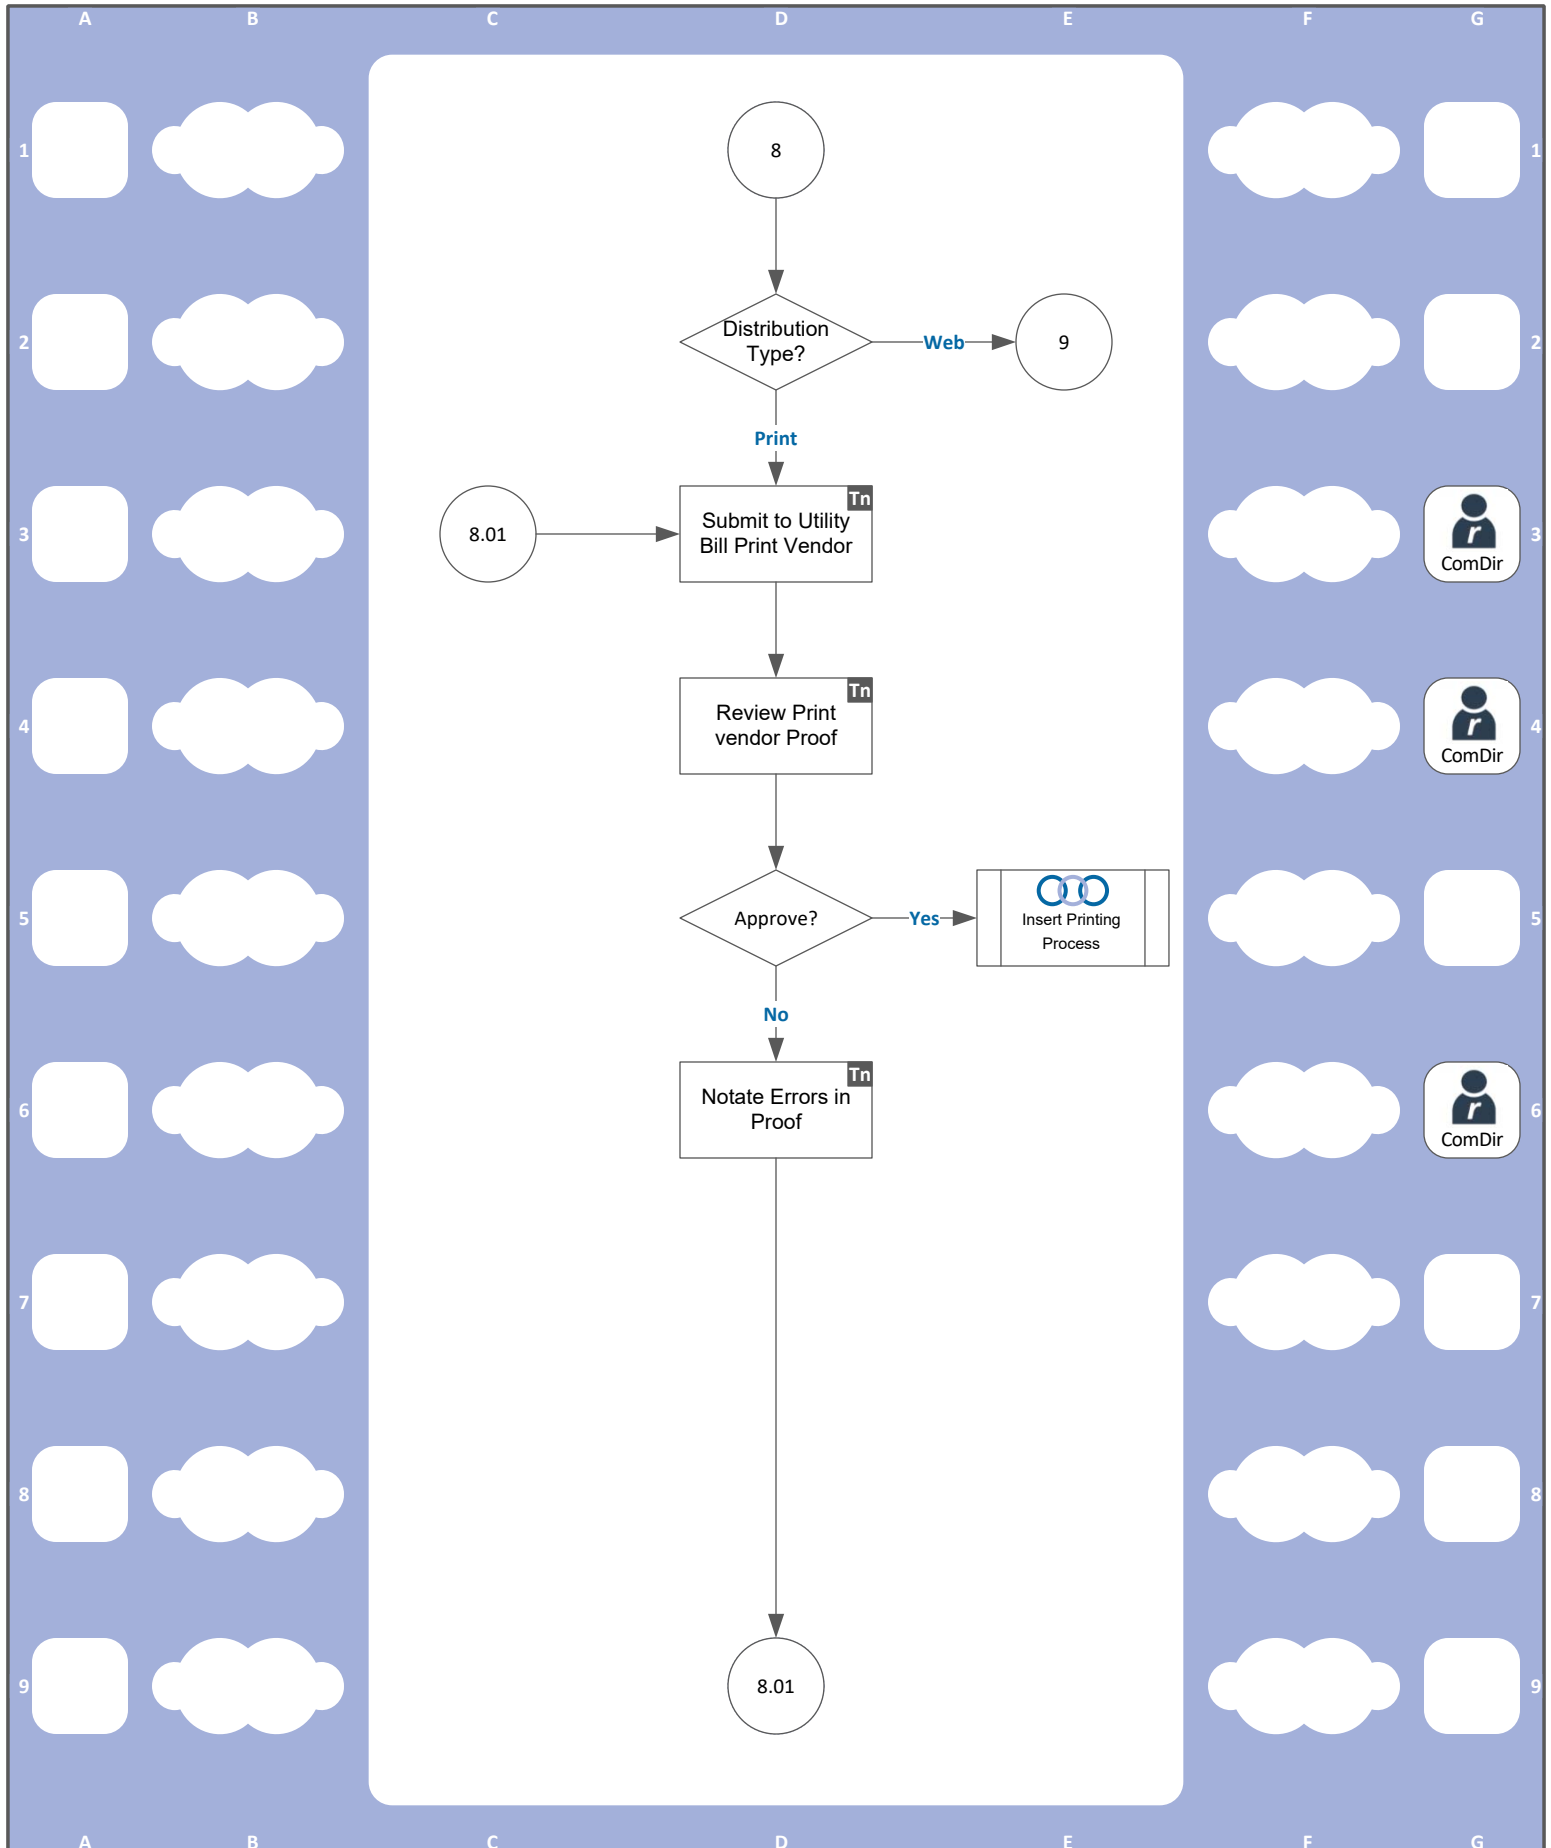 A B C D E F G
1 8 1
2 Distribution
Type? Web 9 2
Print
Tn
3 8.01 Submit to Utility
Bill Print Vendor r 3
ComDir
Tn
4 Review Print
vendor Proof r 4
ComDir
5 Approve? Yes Insert Printing
Process 5
No
Tn
6 Notate Errors in
Proof r 6
ComDir
7 7
8 8
9 8.01 9
A B C D E F G